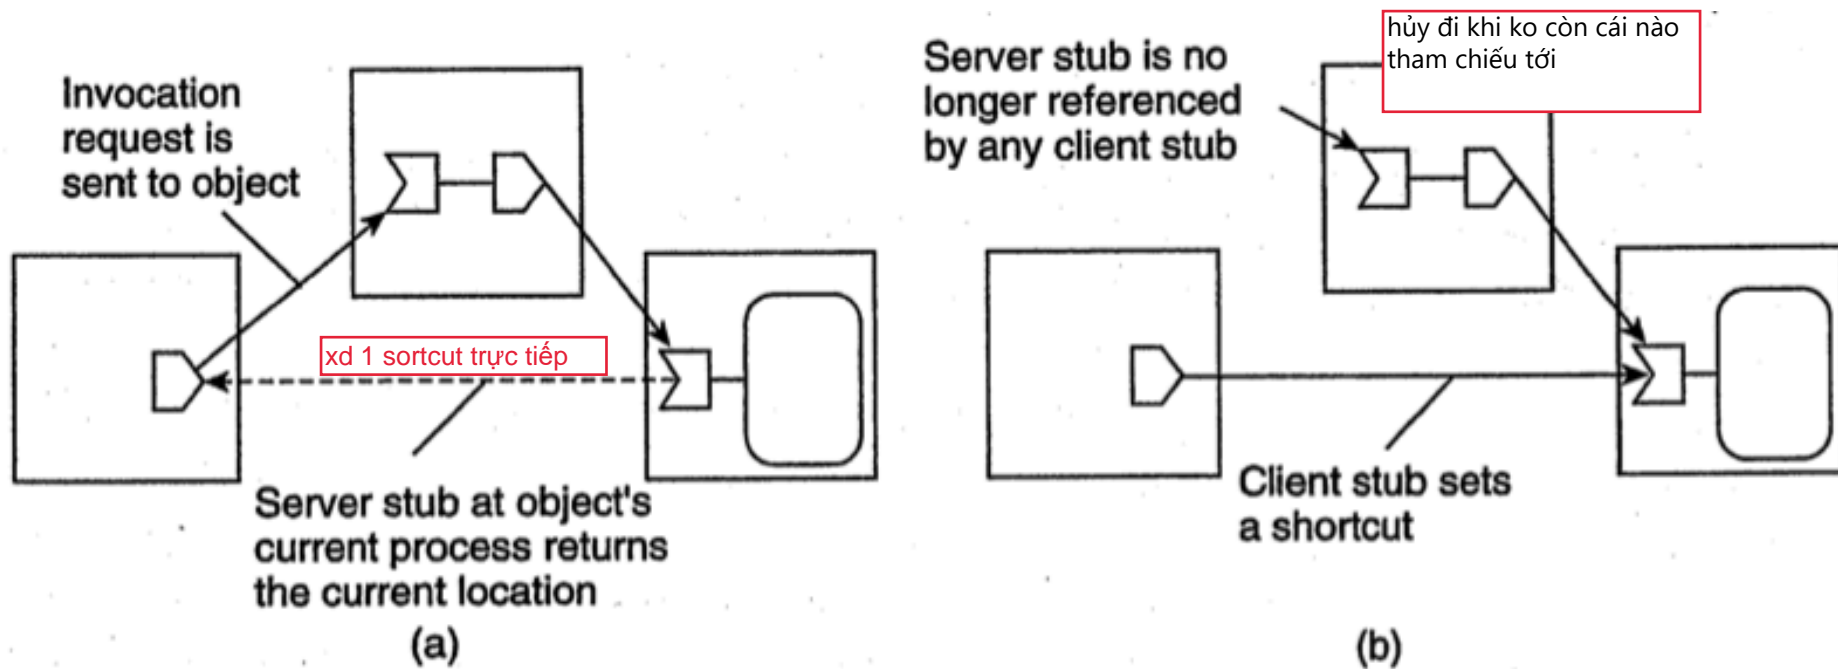 Invocation
request is
sent to object
xd 1 sortcut trực tiếp
Server stub at object's
current process returns
the current location
(a)
Server stub is no
longer referenced
by any client stub
hủy đi khi ko còn cái nào
tham chiếu tới
Client stub sets
a shortcut
(b)